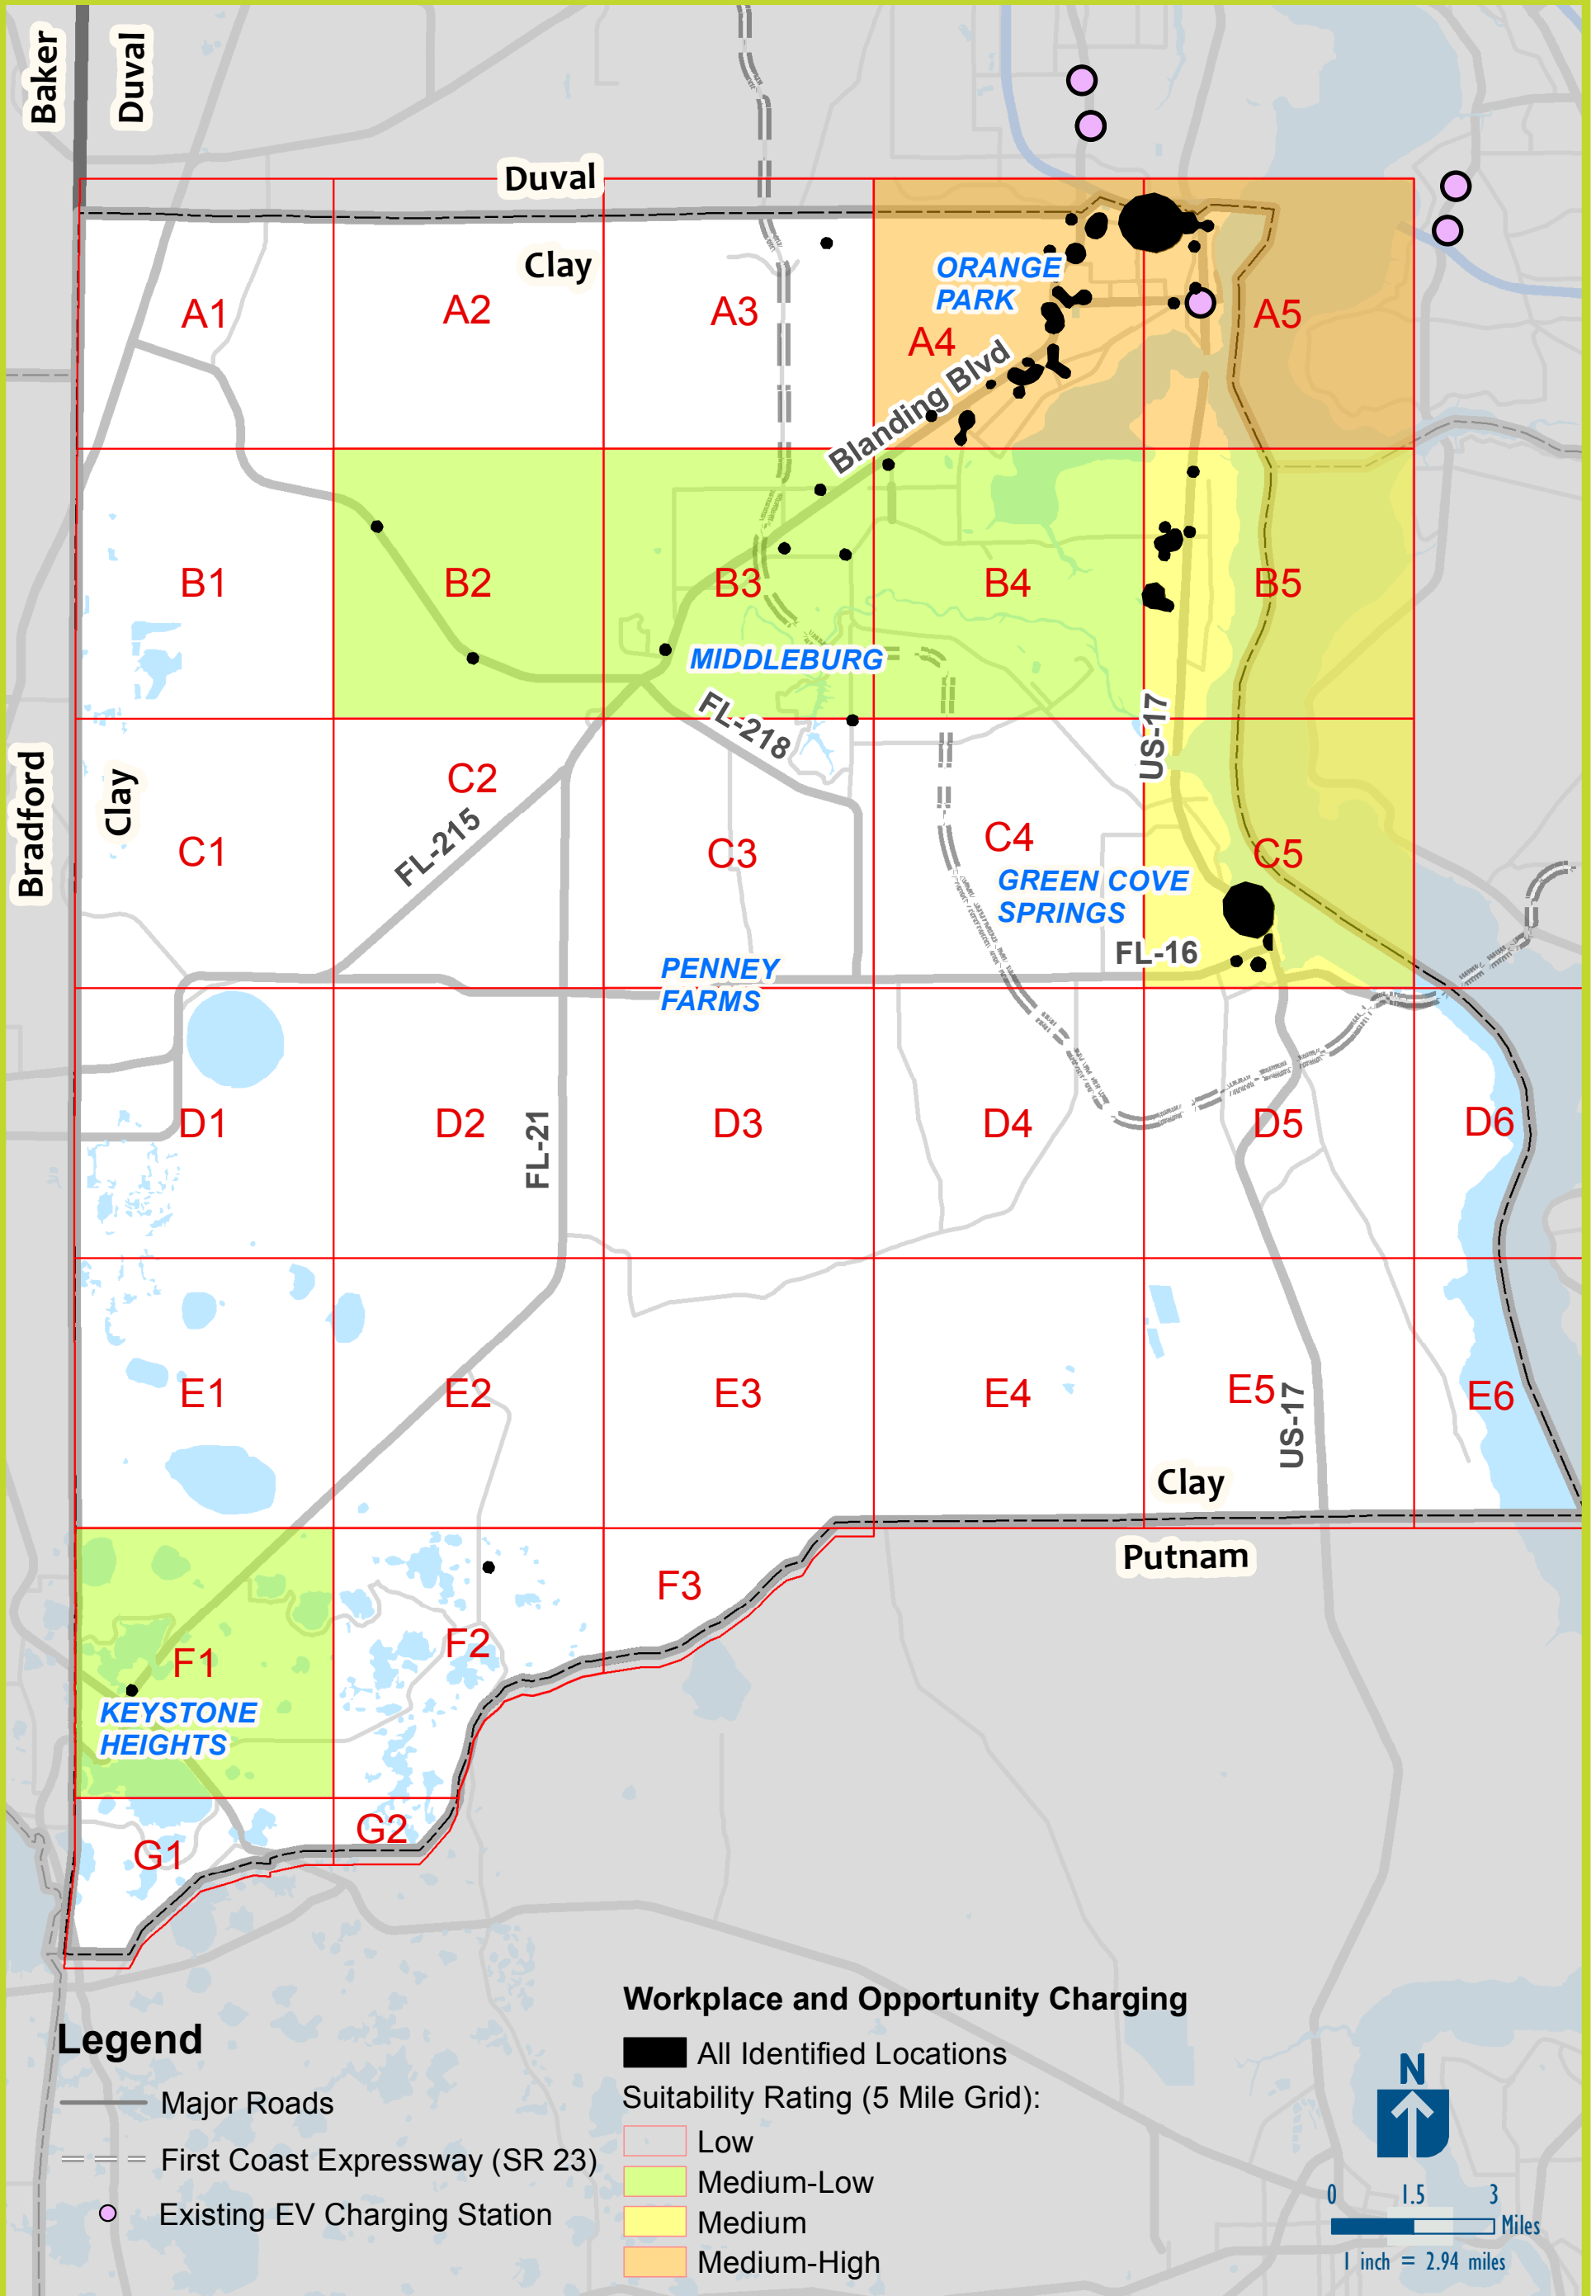 Baker
Duval
Duval
Clay
A1
A2
A3
ORANGE
PARK
A4
A5
Blanding Blvd
B1
B2
B3
B4
B5
MIDDLEBURG
FL-218
US-17
Bradford
Clay
C1
C2
FL-215
C3
C4
C5
GREEN COVE
SPRINGS
FL-16
PENNEY
FARMS
D1
D2
FL-21
D3
D4
D5
D6
E1
E2
E3
E4
E5
US-17
E6
Clay
Putnam
F1
F2
F3
KEYSTONE
HEIGHTS
G1
G2
Legend
Major Roads
First Coast Expressway (SR 23)
Existing EV Charging Station
Workplace and Opportunity Charging
All Identified Locations
Suitability Rating (5 Mile Grid):
Low
Medium-Low
Medium
Medium-High
N
0 1.5 3
Miles
1 inch = 2.94 miles